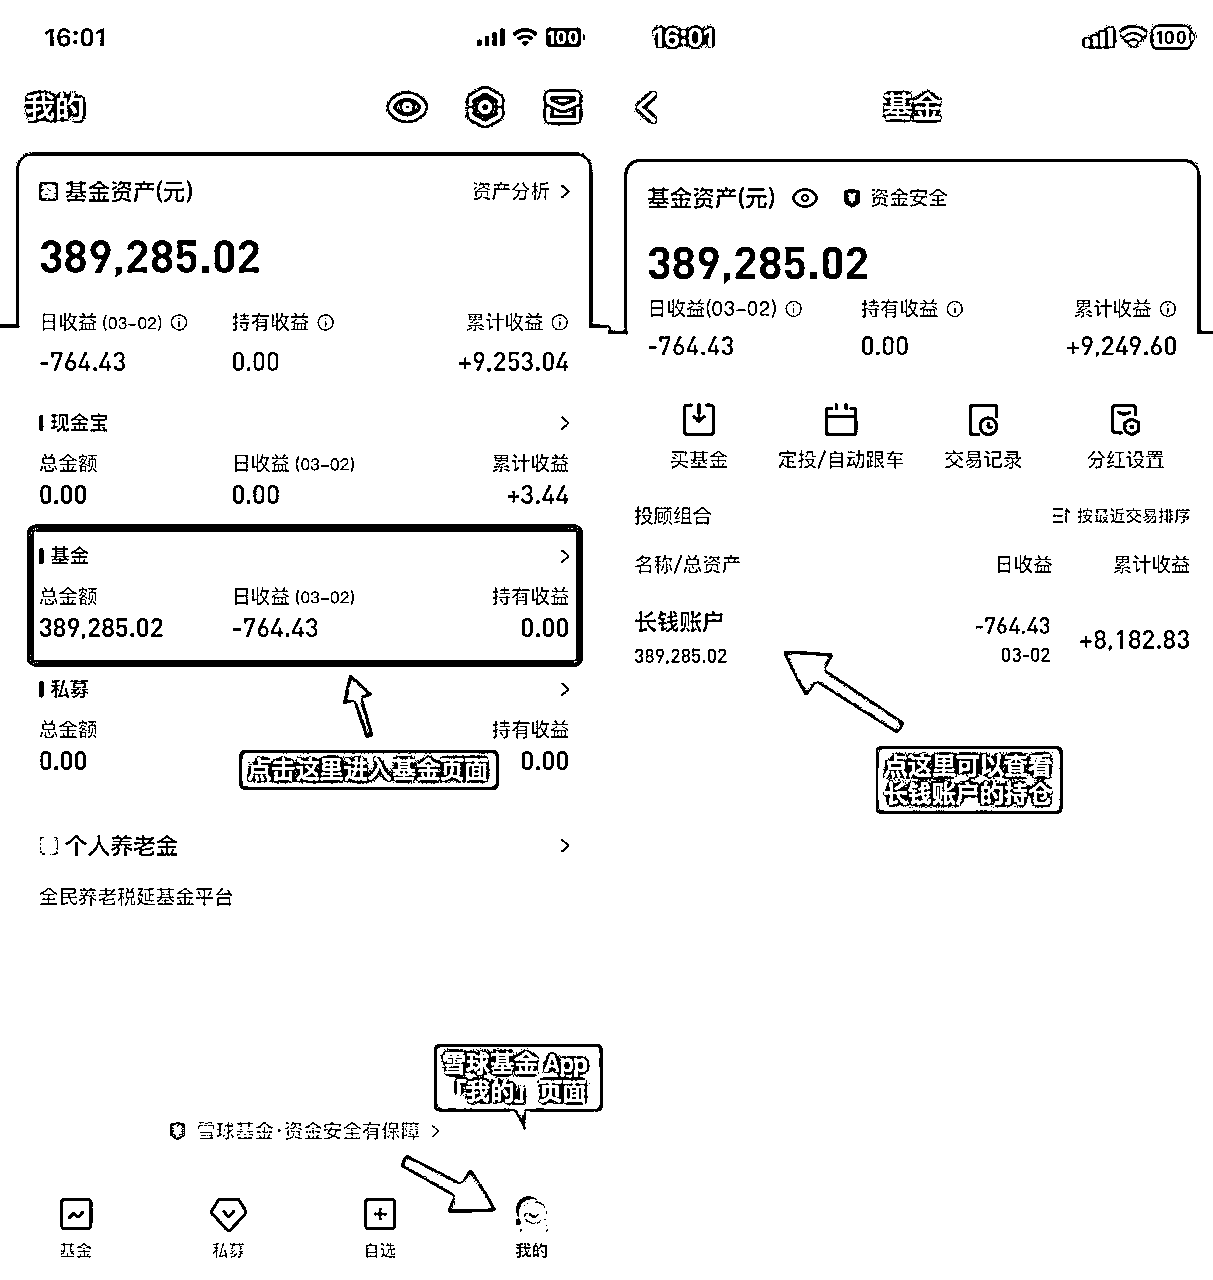 16:01
100
我的
基金资产(元)
资产分析
389,285.02
日收益 (03-02)
持有收益
累计收益
-764.43
0.00
+9,253.04
现金宝
总金额
日收益 (03-02)
累计收益
0.00
0.00
+3.44
基金
总金额
日收益 (03-02)
持有收益
389,285.02
-764.43
0.00
私募
总金额
持有收益
0.00
0.00
点击这里进入基金页面
个人养老金
全民养老税延基金平台
雪球基金 App
「我的」页面
雪球基金·资金安全有保障
基金
私募
自选
我的
16:01
100
基金
基金资产(元)
资金安全
389,285.02
日收益(03-02)
持有收益
累计收益
-764.43
0.00
+9,249.60
买基金
定投/自动跟车
交易记录
分红设置
投顾组合
按最近交易排序
名称/总资产
日收益
累计收益
长钱账户
-764.43
+8,182.83
389,285.02
03-02
点这里可以查看
长钱账户的持仓